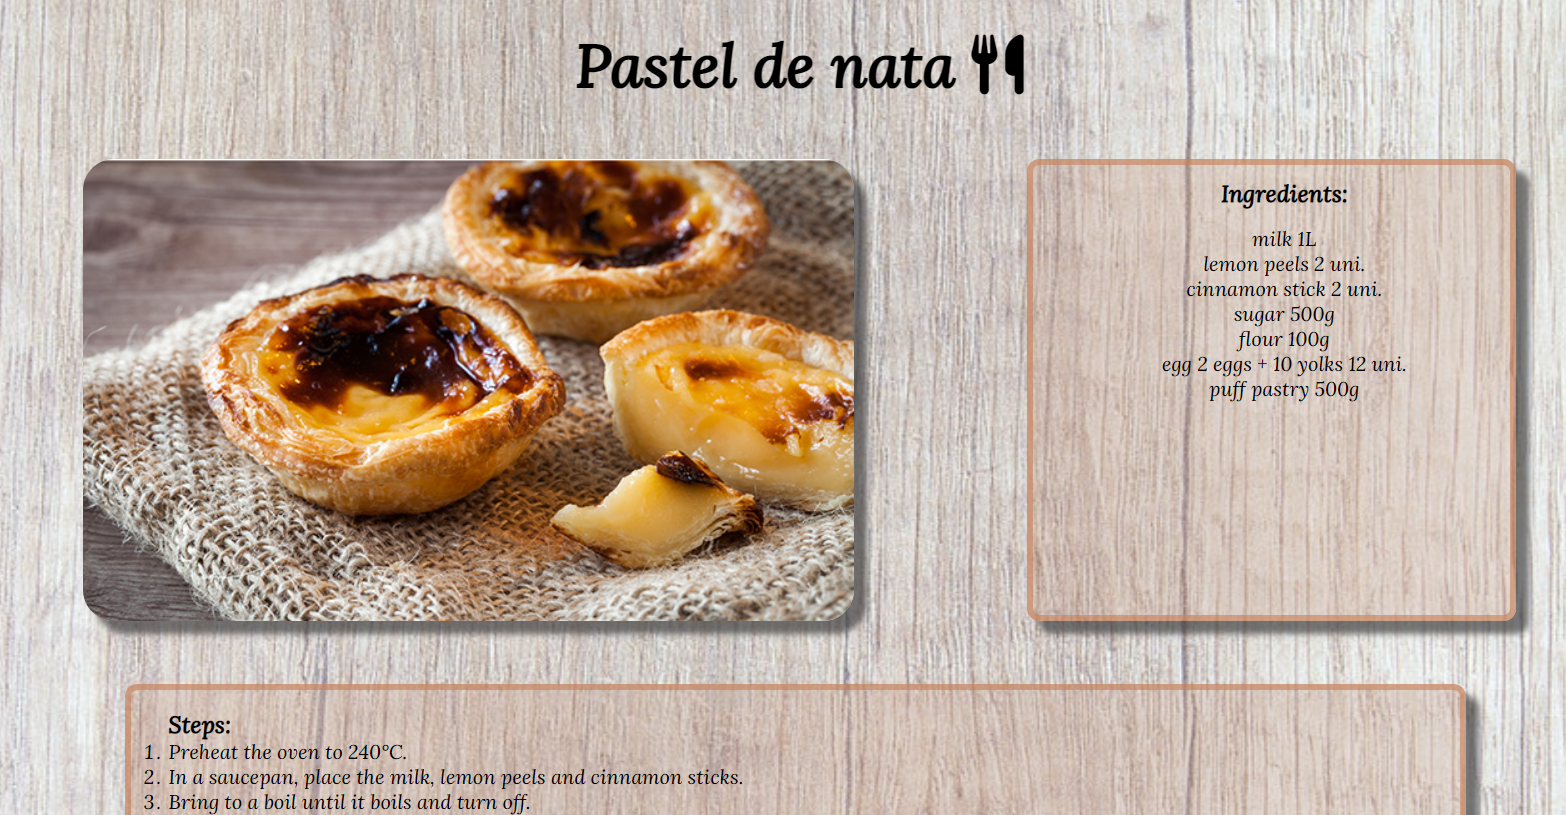 Pastel de nata
Ingredients:
milk 1L
lemon peels 2 uni.
cinnamon stick 2 uni.
sugar 500g
flour 100g
egg 2 eggs + 10 yolks 12 uni.
puff pastry 500g
Steps:
1. Preheat the oven to 240°C.
2. In a saucepan, place the milk, lemon peels and cinnamon sticks.
3. Bring to a boil until it boils and turn off.